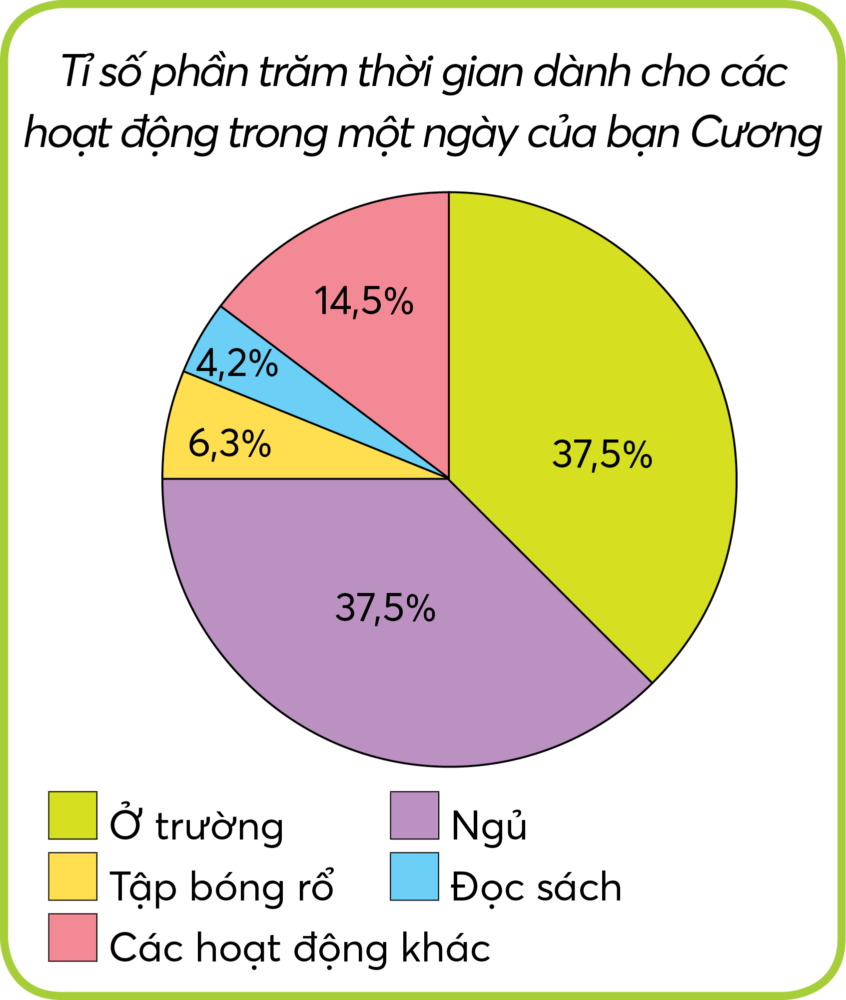 Tỉ số phần trăm thời gian dành cho các
hoạt động trong một ngày của bạn Cương
14,5%
4,2%
6,3%
37,5%
37,5%
Ở trường
Ngủ
Tập bóng rổ
Đọc sách
Các hoạt động khác